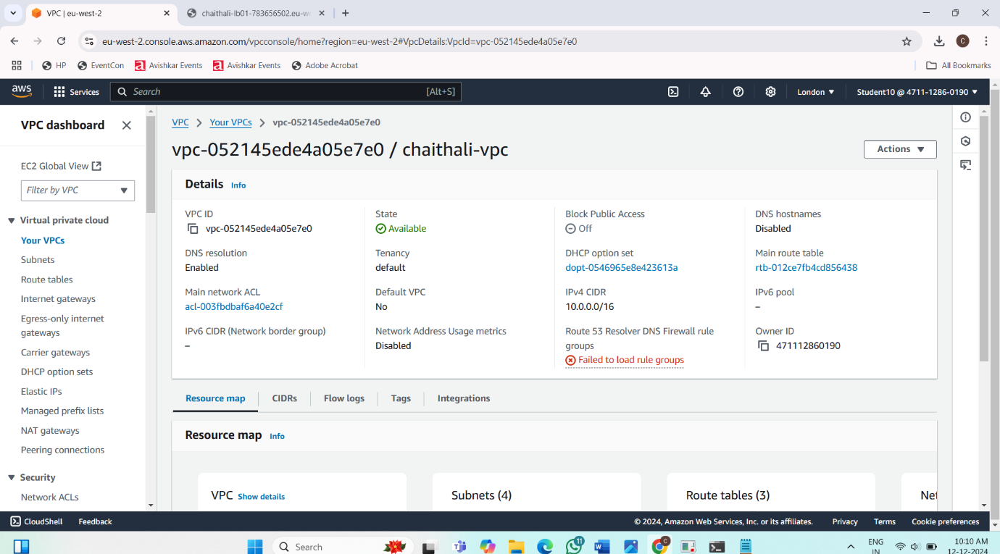 VPC | eu-west-2
chaithali-lb01-783656502.eu-we
eu-west-2.console.aws.amazon.com/vpcconsole/home?region=eu-west-2#VpcDetails:VpcId=vpc-052145ede4a05e7e0
C
HP
EventCon
Avishkar Events
Avishkar Events
Adobe Acrobat
All Bookmarks
aws
Services
Search
[Alt+S]
London
Student10 @ 4711-1286-0190
VPC dashboard
EC2 Global View
Filter by VPC
Virtual private cloud
Your VPCs
Subnets
Route tables
Internet gateways
Egress-only internet
gateways
Carrier gateways
DHCP option sets
Elastic IPs
Managed prefix lists
NAT gateways
Peering connections
Security
Network ACLs
VPC
Your VPCs
vpc-052145ede4a05e7e0
vpc-052145ede4a05e7e0 / chaithali-vpc
Actions
Details Info
VPC ID
vpc-052145ede4a05e7e0
State
Available
Block Public Access
Off
DNS hostnames
Disabled
DNS resolution
Enabled
Tenancy
default
DHCP option set
dopt-0546965e8e423613a
Main route table
rtb-012ce7fb4cd856438
Main network ACL
acl-003fbdbaf6a40e2cf
Default VPC
No
IPv4 CIDR
10.0.0.0/16
IPv6 pool
–
IPv6 CIDR (Network border group)
–
Network Address Usage metrics
Disabled
Route 53 Resolver DNS Firewall rule
groups
Failed to load rule groups
Owner ID
471112860190
Resource map
CIDRs
Flow logs
Tags
Integrations
Resource map Info
VPC Show details
Subnets (4)
Route tables (3)
Net
CloudShell
Feedback
© 2024, Amazon Web Services, Inc. or its affiliates.
Privacy
Terms
Cookie preferences
Search
11
C
ENG
IN
10:10 AM
12-12-2024